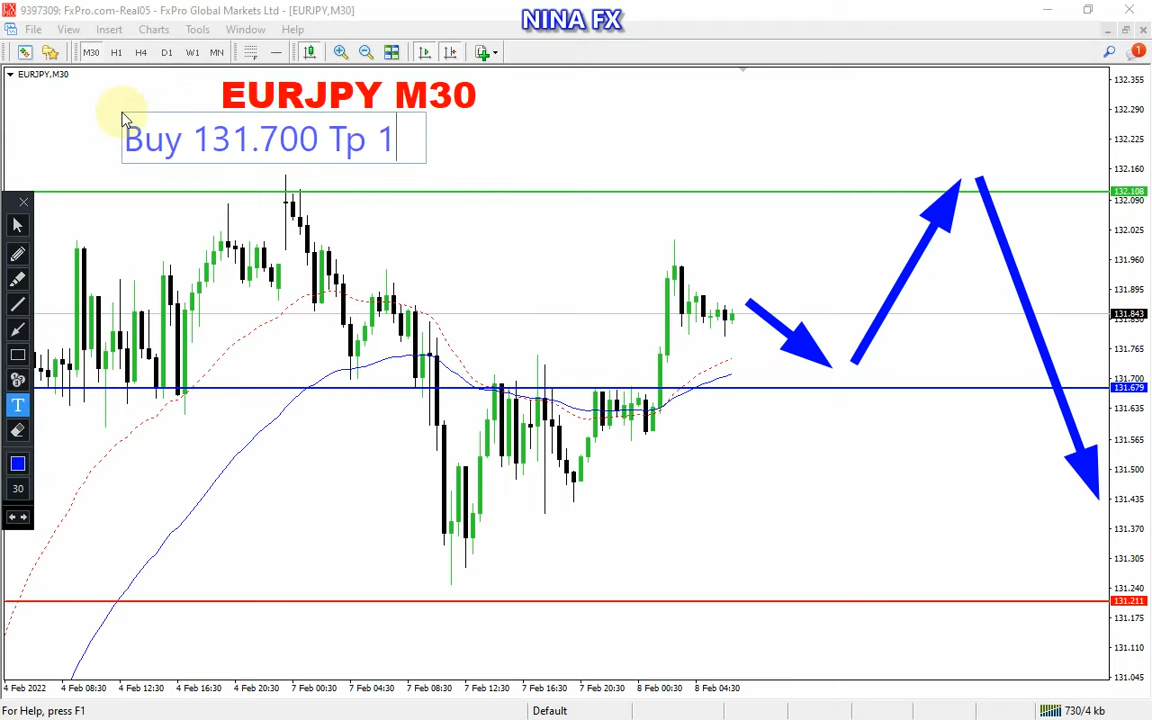 9397309: FxPro.com-Real05 - FxPro Global Markets Ltd - [EURJPY,M30]
NINA FX
File View Insert Charts Tools Window Help
M30 H1 H4 D1 W1 MN
1
EURJPY,M30
EURJPY M30
Buy 131.700 Tp 1
132.355
132.290
132.225
132.160
132.108
132.090
132.025
131.960
131.895
131.843
131.765
131.700
131.679
131.635
131.565
131.500
131.435
131.370
131.305
131.240
131.211
131.175
131.110
131.045
T
30
4 Feb 2022 4 Feb 08:30 4 Feb 12:30 4 Feb 16:30 4 Feb 20:30 7 Feb 00:30 7 Feb 04:30 7 Feb 08:30 7 Feb 12:30 7 Feb 16:30 7 Feb 20:30 8 Feb 00:30 8 Feb 04:30
For Help, press F1 Default 730/4 kb